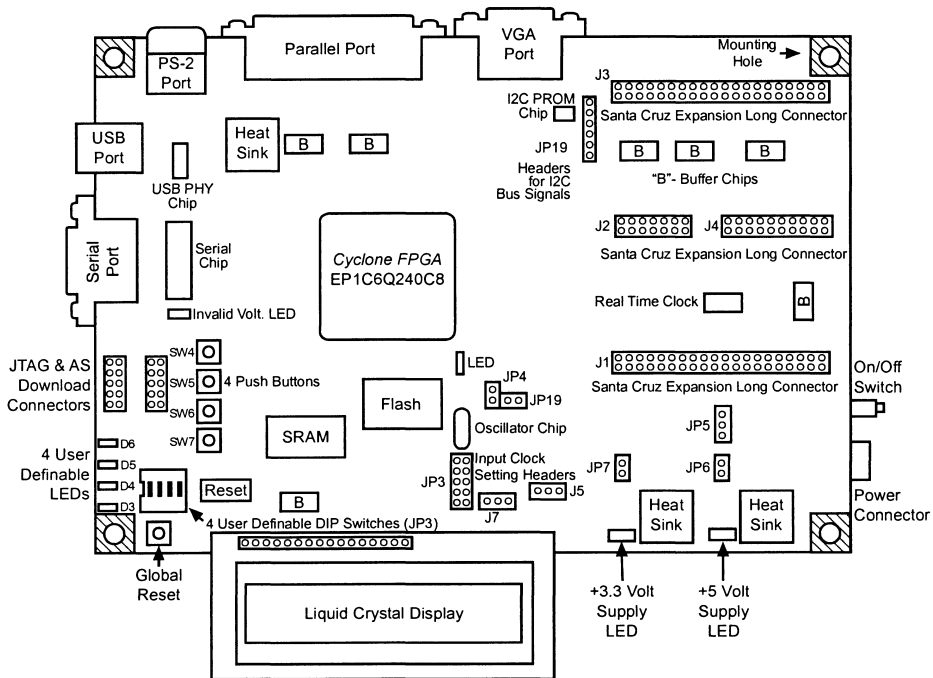 PS-2
Port
Parallel Port
VGA
Port
Mounting
Hole
J3
I2C PROM
Chip
Santa Cruz Expansion Long Connector
USB
Port
Heat
Sink
B
B
JP19
Headers
for I2C
Bus Signals
B
B
B
"B"- Buffer Chips
USB PHY
Chip
J2
J4
Santa Cruz Expansion Long Connector
Serial
Port
Serial
Chip
Cyclone FPGA
EP1C6Q240C8
Real Time Clock
B
Invalid Volt. LED
JTAG & AS
Download
Connectors
SW4
SW5
4 Push Buttons
SW6
SW7
LED
J1
Santa Cruz Expansion Long Connector
On/Off
Switch
JP4
JP19
Flash
SRAM
Oscillator Chip
JP5
4 User
Definable
LEDs
D6
D5
D4
D3
Reset
B
JP3
Input Clock
Setting Headers
J5
J7
JP7
JP6
Heat
Sink
Heat
Sink
Power
Connector
4 User Definable DIP Switches (JP3)
Global
Reset
Liquid Crystal Display
+3.3 Volt
Supply
LED
+5 Volt
Supply
LED